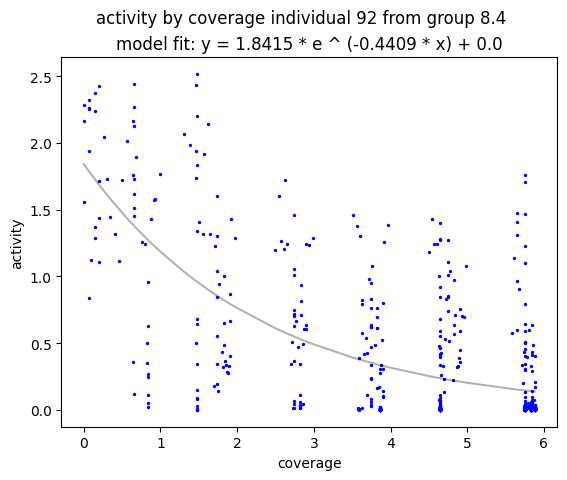 activity by coverage individual 92 from group 8.4
model fit: y = 1.8415 * e ^ (-0.4409 * x) + 0.0
2.5
2.0
1.5
1.0
0.5
0.0
activity
0 1 2 3 4 5 6
coverage